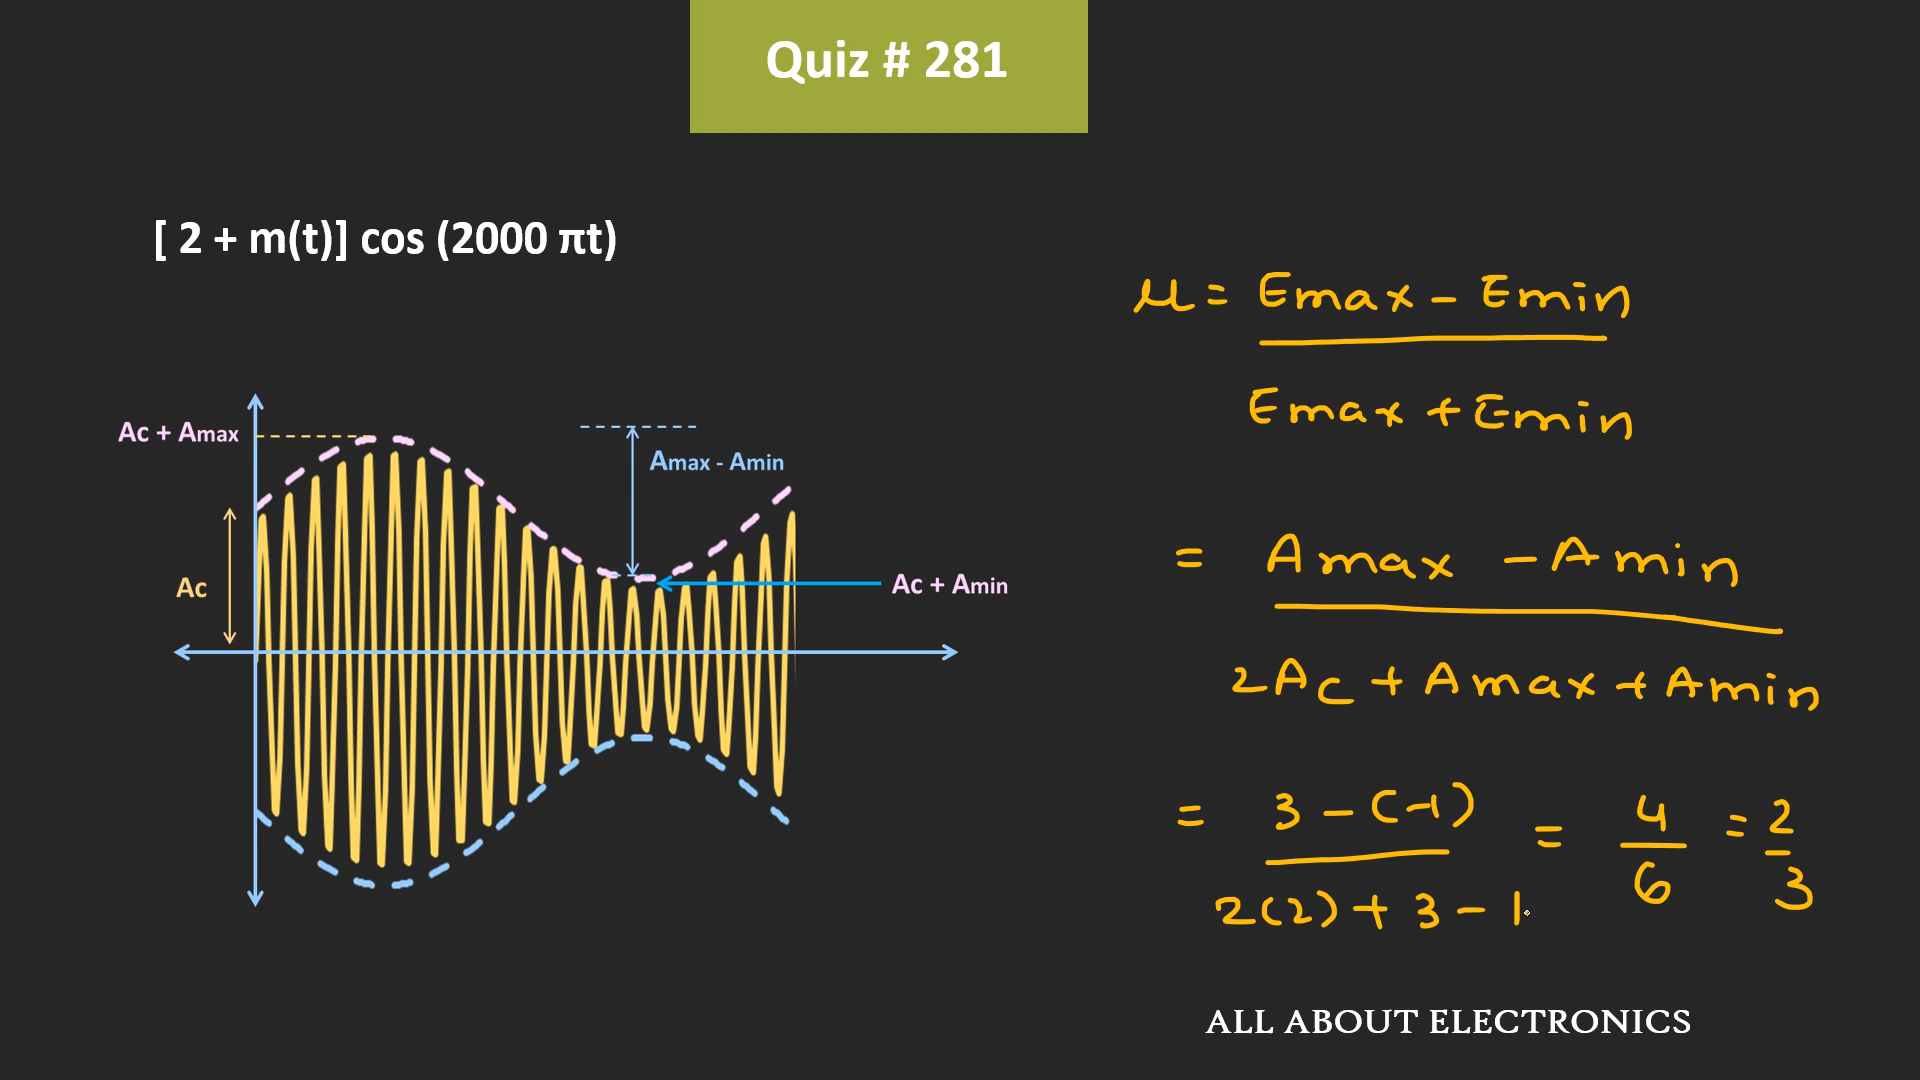 Quiz # 281
[ 2 + m(t)] cos (2000 πt)
Ac + Amax
Amax - Amin
Ac
Ac + Amin
μ = Emax - Emin
Emax + Emin
= Amax - Amin
2Ac + Amax + Amin
= 3 - (-1) = 4 = 2
2(2) + 3 - 1 6 3
ALL ABOUT ELECTRONICS